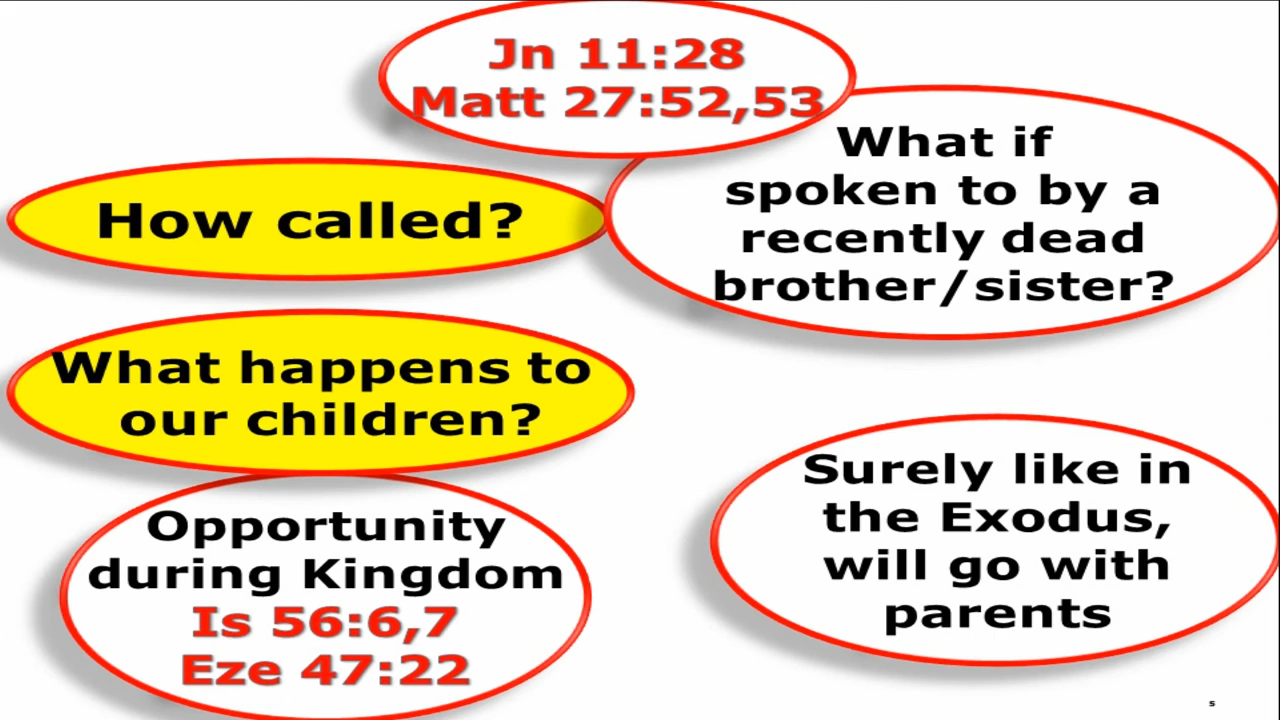 Jn 11:28
Matt 27:52,53
How called?
What if
spoken to by a
recently dead
brother/sister?
What happens to
our children?
Surely like in
the Exodus,
will go with
parents
Opportunity
during Kingdom
Is 56:6,7
Eze 47:22
s